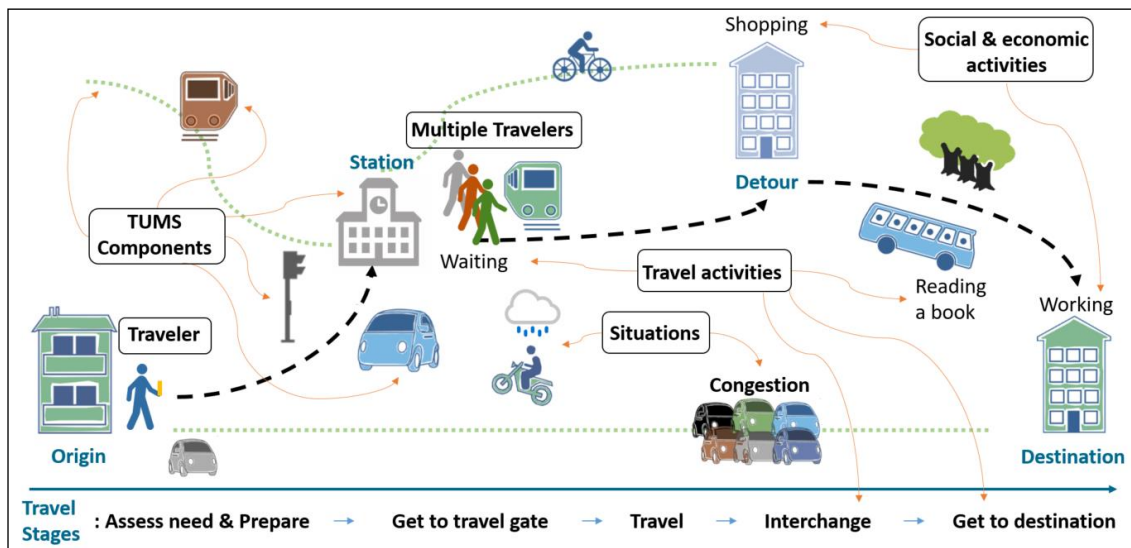 Shopping
Social & economic
activities
Multiple Travelers
Station
Detour
TUMS
Components
Waiting
Travel activities
Reading
a book
Working
Traveler
Situations
Congestion
Origin
Destination
Travel
Stages
: Assess need & Prepare → Get to travel gate → Travel → Interchange → Get to destination